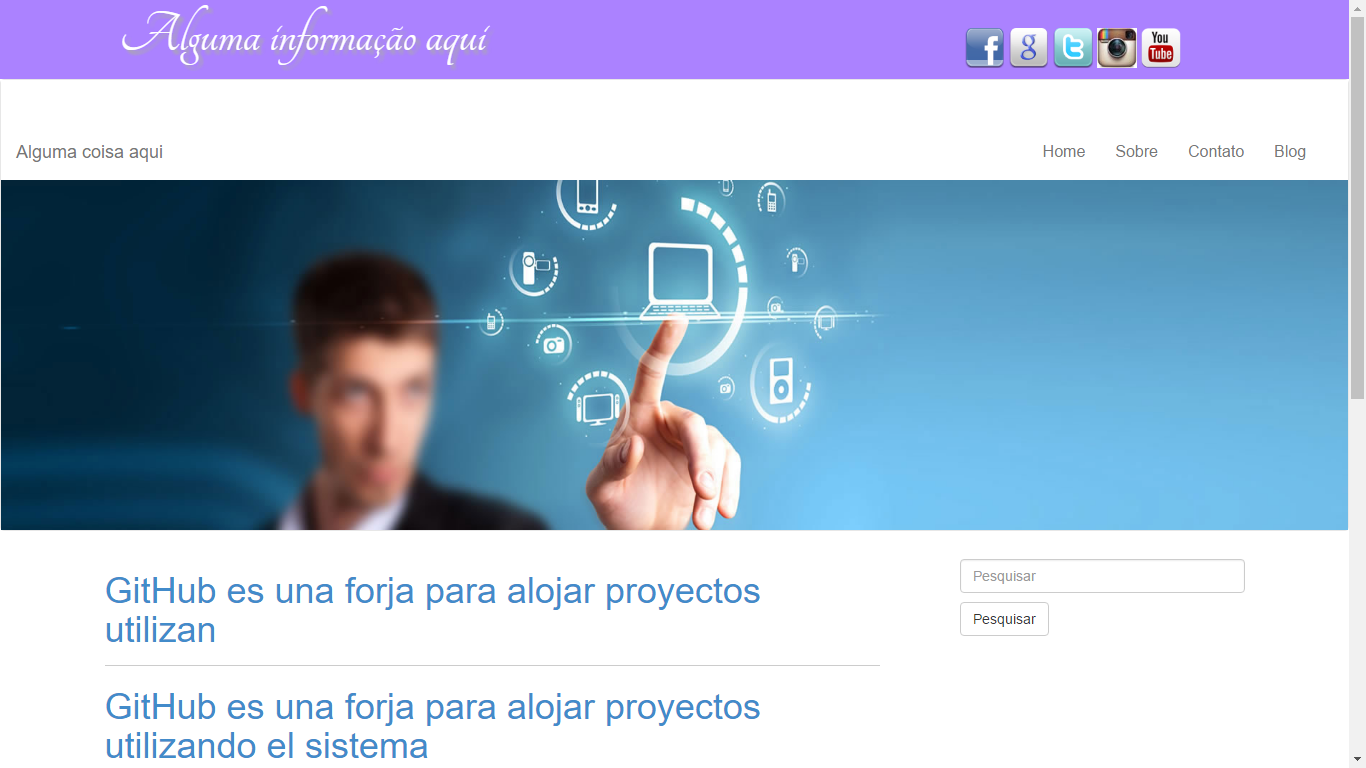 Alguma informação aquí
f
g
t
You
Tube
Alguma coisa aqui
Home Sobre Contato Blog
GitHub es una forja para alojar proyectos
utilizan
Pesquisar
Pesquisar
GitHub es una forja para alojar proyectos
utilizando el sistema